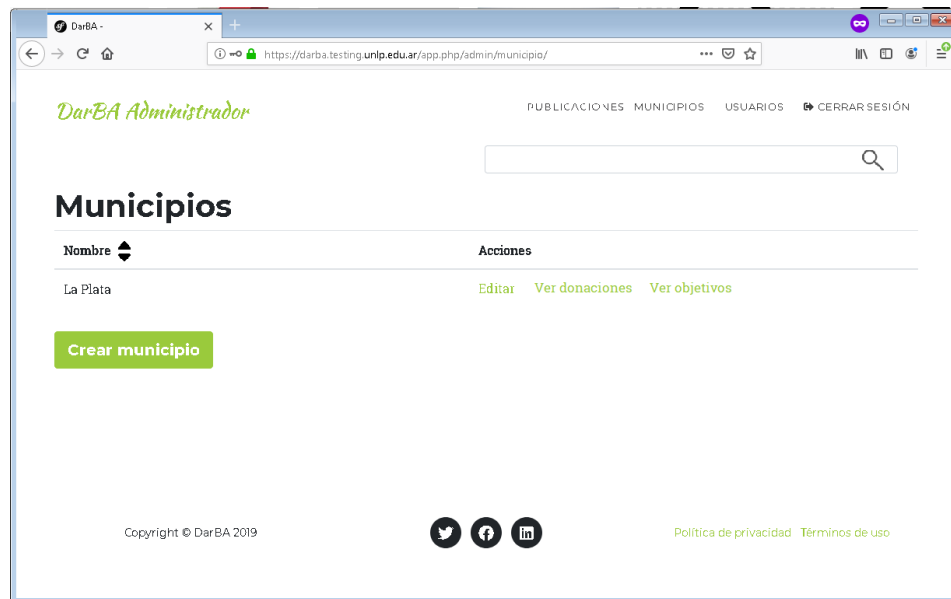 DarBA -
https://darba.testing.unlp.edu.ar/app.php/admin/municipio/
DarBA Administrador
PUBLICACIONES MUNICIPIOS USUARIOS CERRAR SESIÓN
Municipios
Nombre Acciones
La Plata Editar Ver donaciones Ver objetivos
Crear municipio
Copyright © DarBA 2019 Política de privacidad Términos de uso